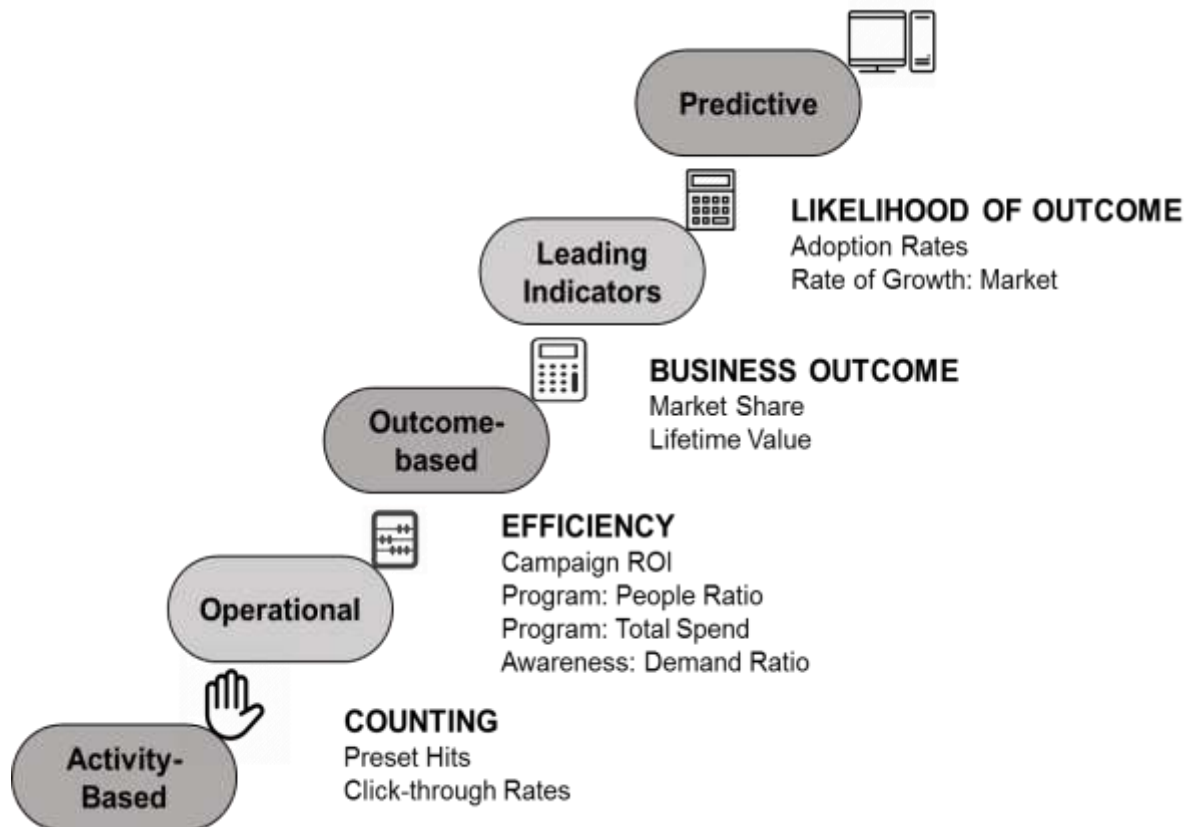 Predictive
LIKELIHOOD OF OUTCOME
Adoption Rates
Rate of Growth: Market
Leading
Indicators
BUSINESS OUTCOME
Market Share
Lifetime Value
Outcome-
based
EFFICIENCY
Campaign ROI
Program: People Ratio
Program: Total Spend
Awareness: Demand Ratio
Operational
COUNTING
Preset Hits
Click-through Rates
Activity-
Based